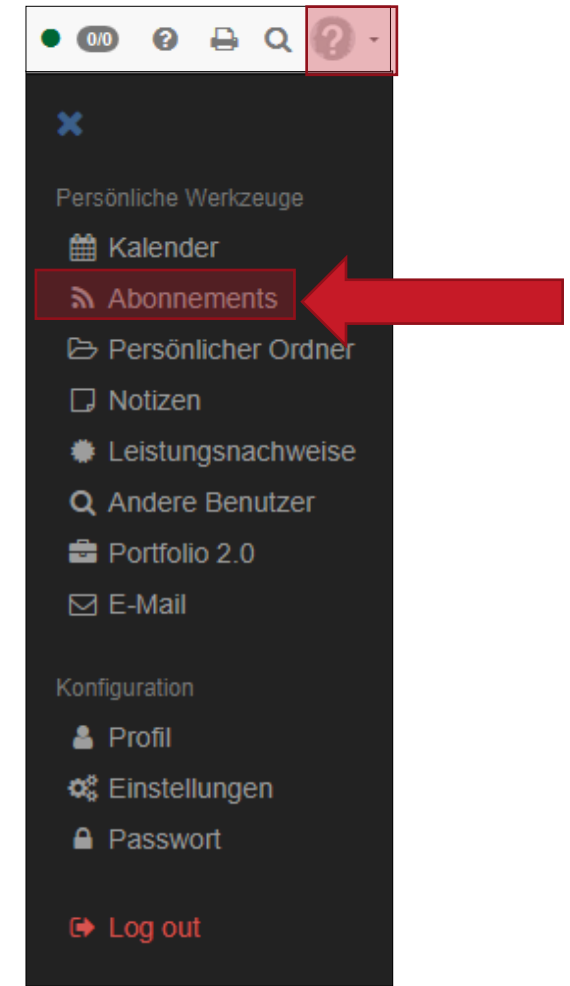 0/0
Persönliche Werkzeuge
Kalender
Abonnements
Persönlicher Ordner
Notizen
Leistungsnachweise
Andere Benutzer
Portfolio 2.0
E-Mail
Konfiguration
Profil
Einstellungen
Passwort
Log out